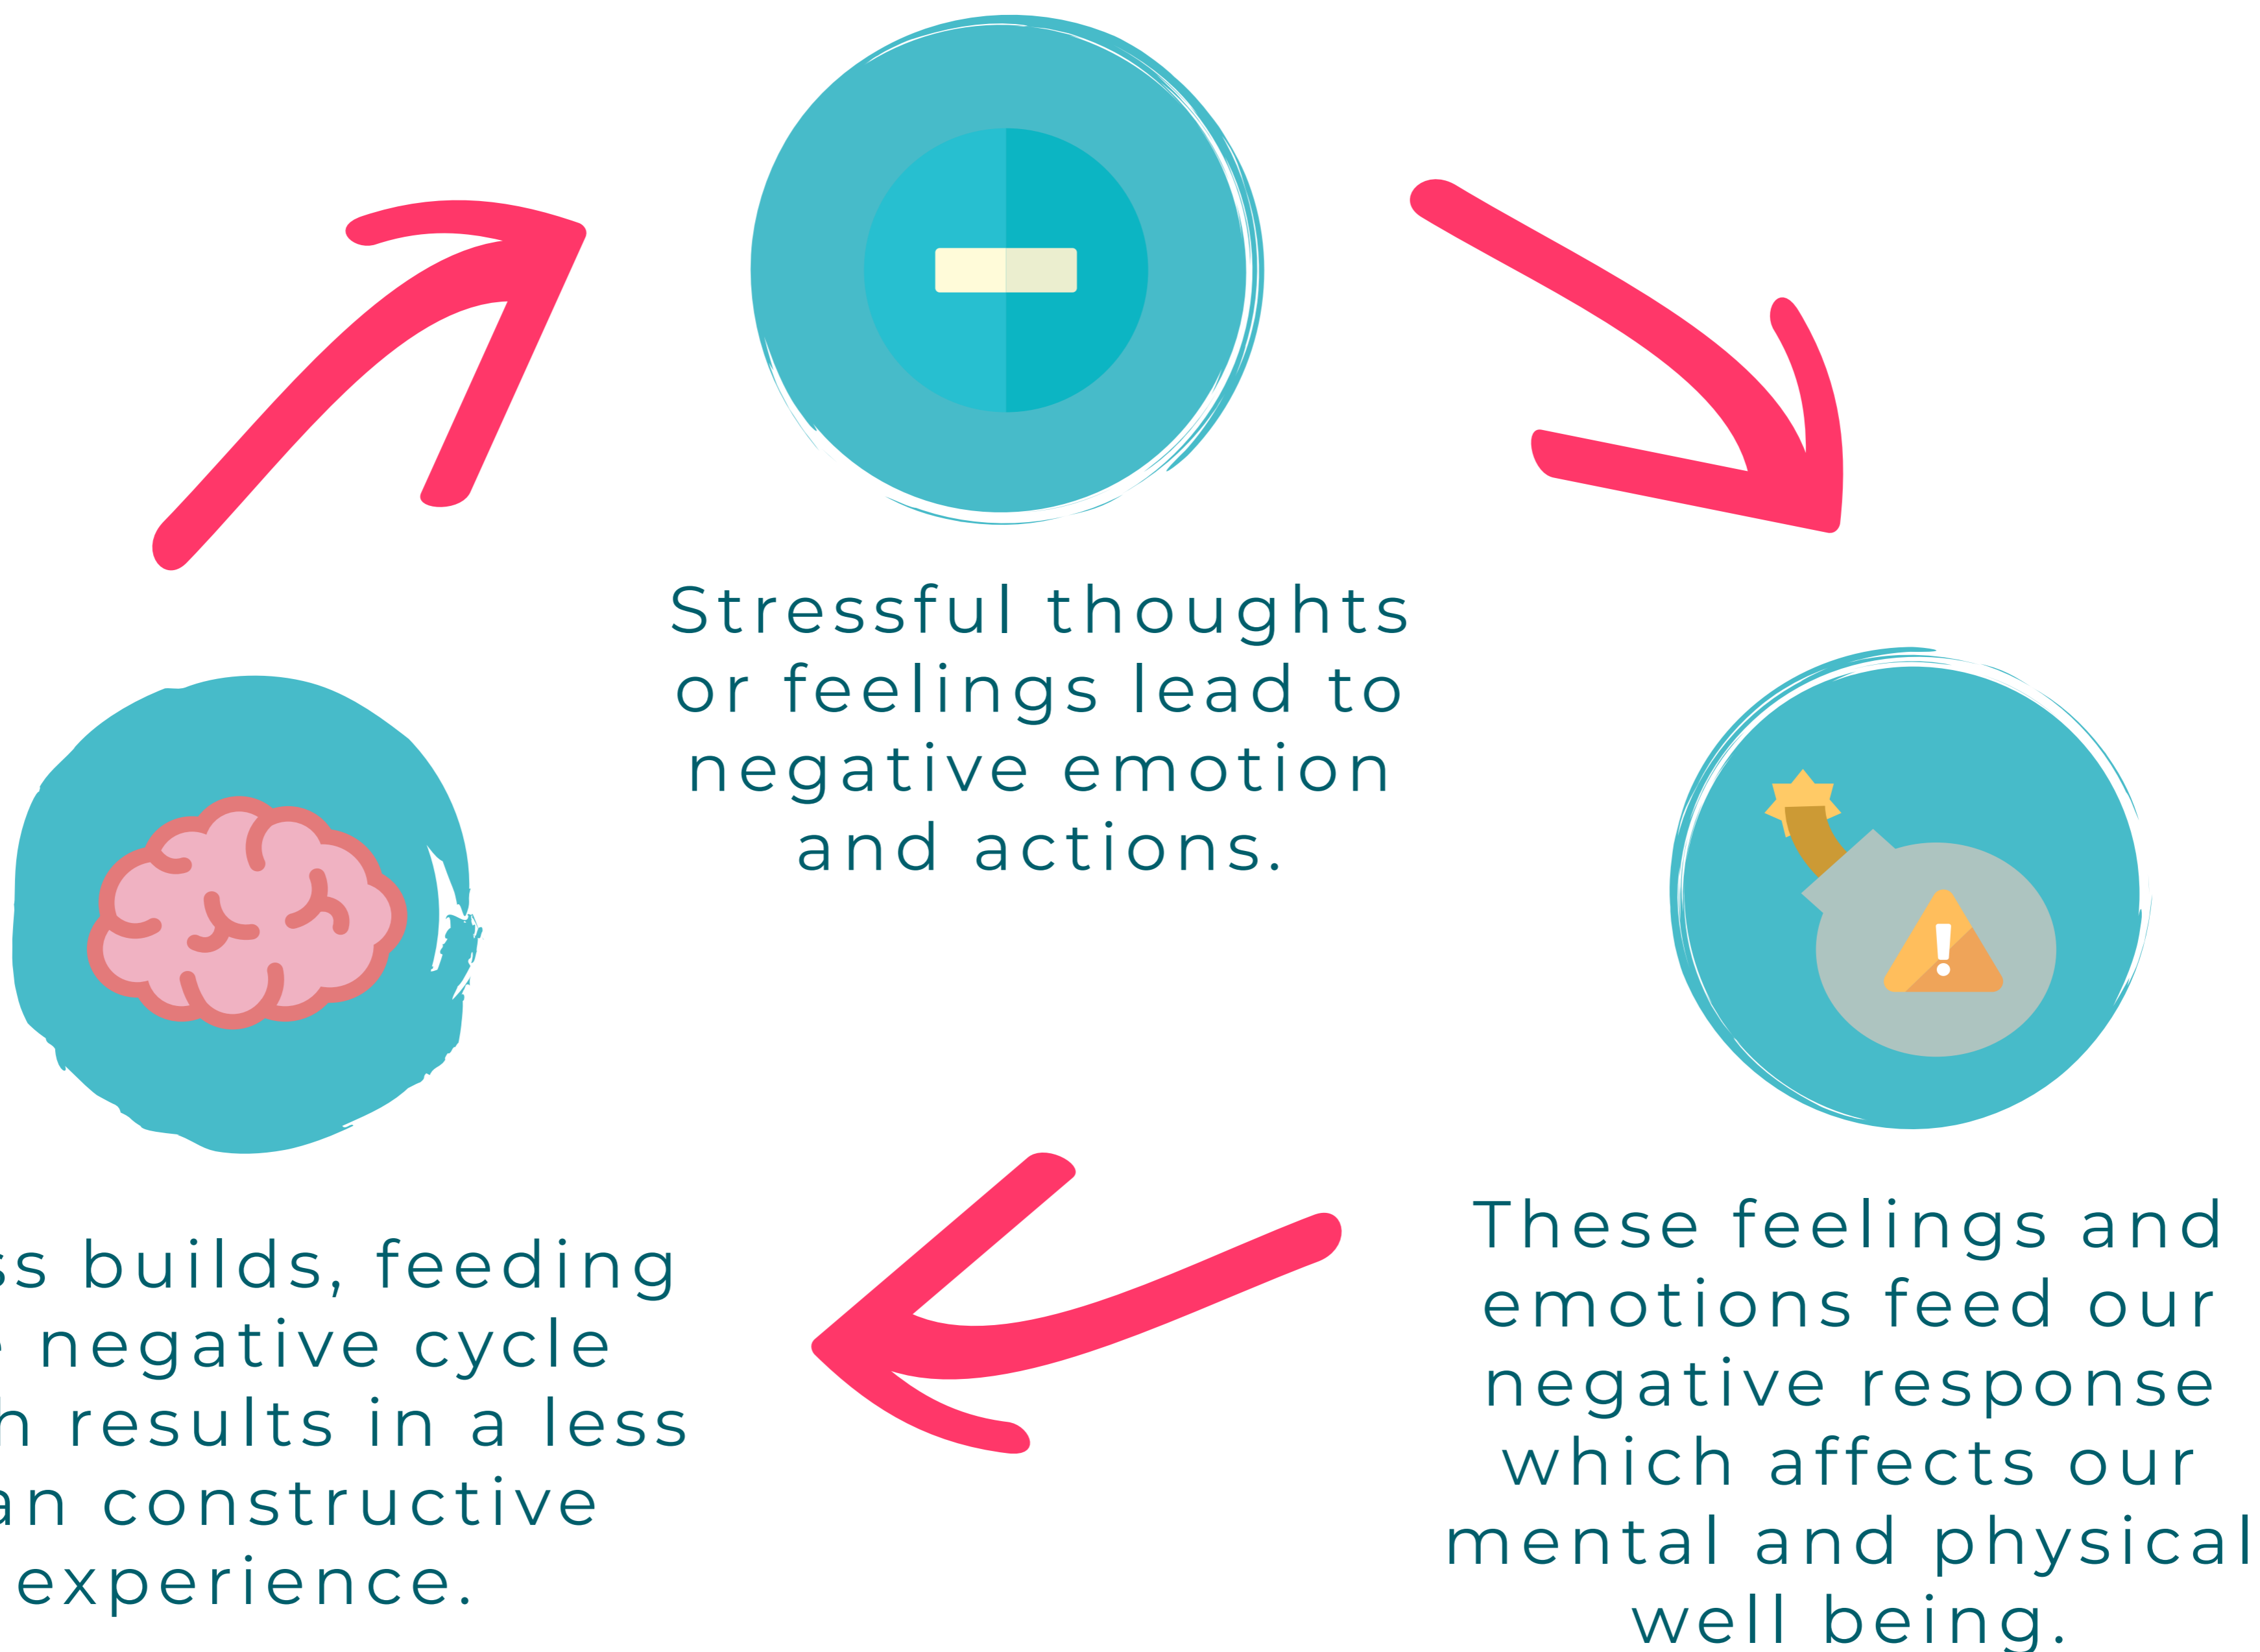 Stressful thoughts
or feelings lead to
negative emotion
and actions.
These feelings and
emotions feed our
negative response
which affects our
mental and physical
well being.
builds, feeding
negative cycle
results in a less
constructive
experience.